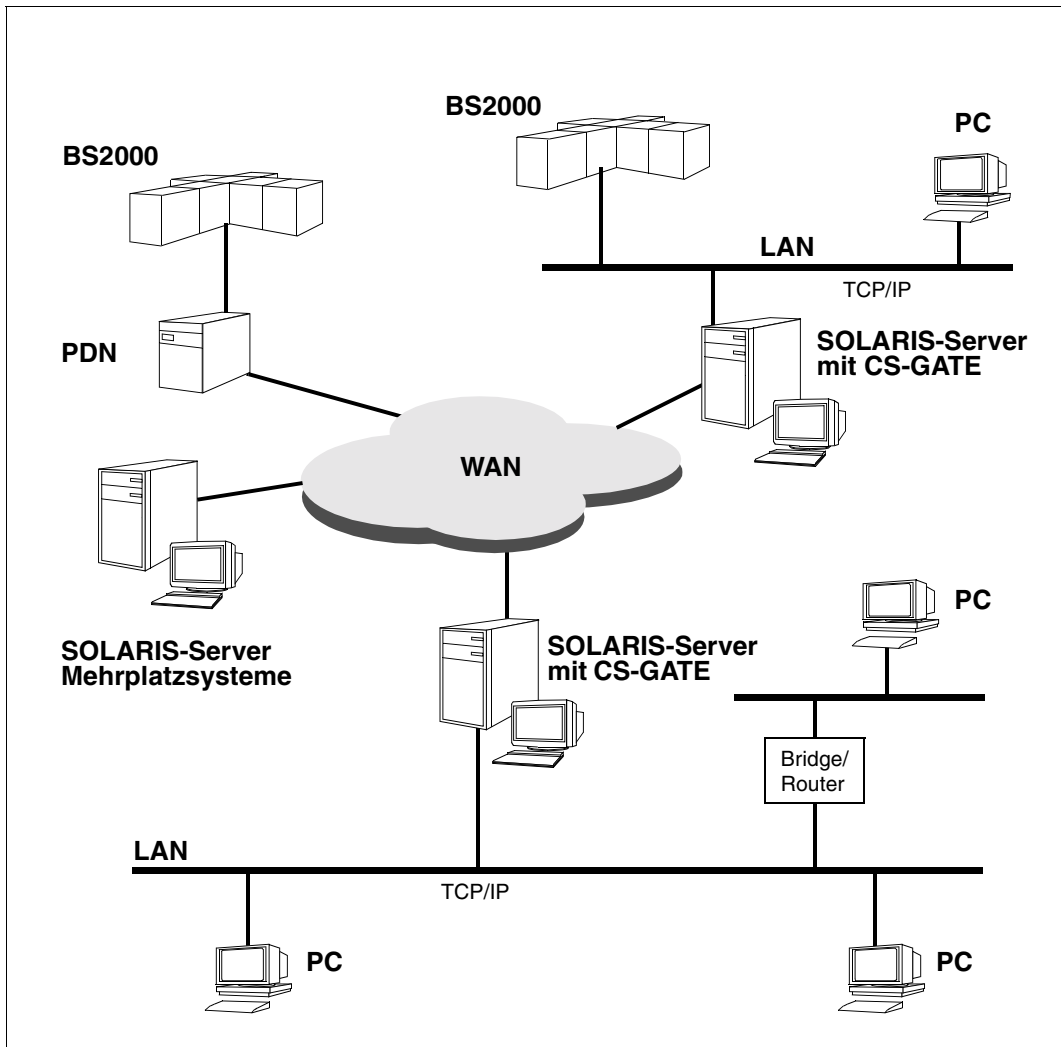 BS2000
PC
BS2000
LAN
TCP/IP
PDN
SOLARIS-Server
mit CS-GATE
WAN
PC
SOLARIS-Server
Mehrplatzsysteme
SOLARIS-Server
mit CS-GATE
Bridge/
Router
LAN
TCP/IP
PC
PC